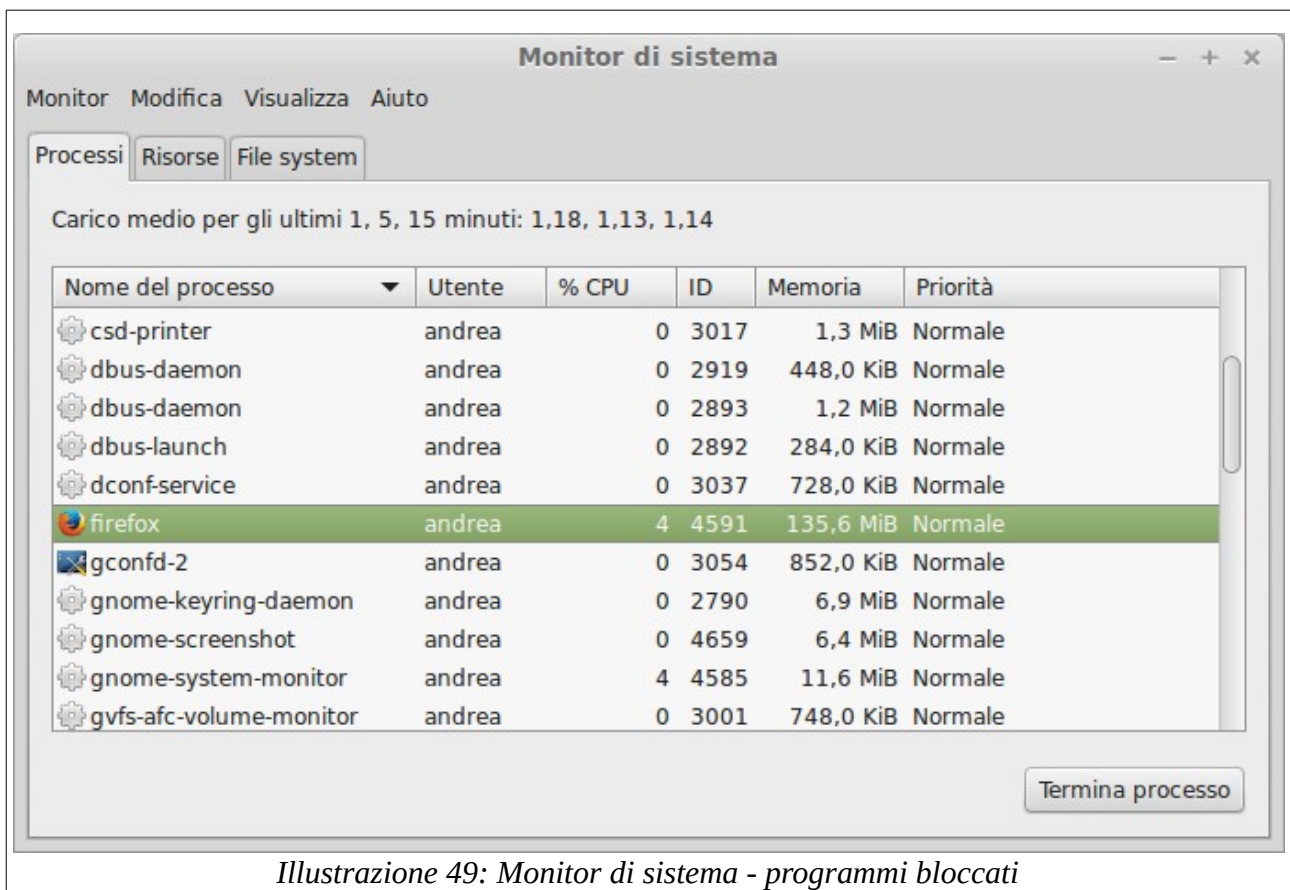 Monitor di sistema
Monitor Modifica Visualizza Aiuto
Processi Risorse File system
Carico medio per gli ultimi 1, 5, 15 minuti: 1,18, 1,13, 1,14
Nome del processo Utente % CPU ID Memoria Priorità
csd-printer andrea 0 3017 1,3 MiB Normale
dbus-daemon andrea 0 2919 448,0 KiB Normale
dbus-daemon andrea 0 2893 1,2 MiB Normale
dbus-launch andrea 0 2892 284,0 KiB Normale
dconf-service andrea 0 3037 728,0 KiB Normale
firefox andrea 4 4591 135,6 MiB Normale
gconfd-2 andrea 0 3054 852,0 KiB Normale
gnome-keyring-daemon andrea 0 2790 6,9 MiB Normale
gnome-screenshot andrea 0 4659 6,4 MiB Normale
gnome-system-monitor andrea 4 4585 11,6 MiB Normale
gvfs-afc-volume-monitor andrea 0 3001 748,0 KiB Normale
Termina processo
Illustrazione 49: Monitor di sistema - programmi bloccati